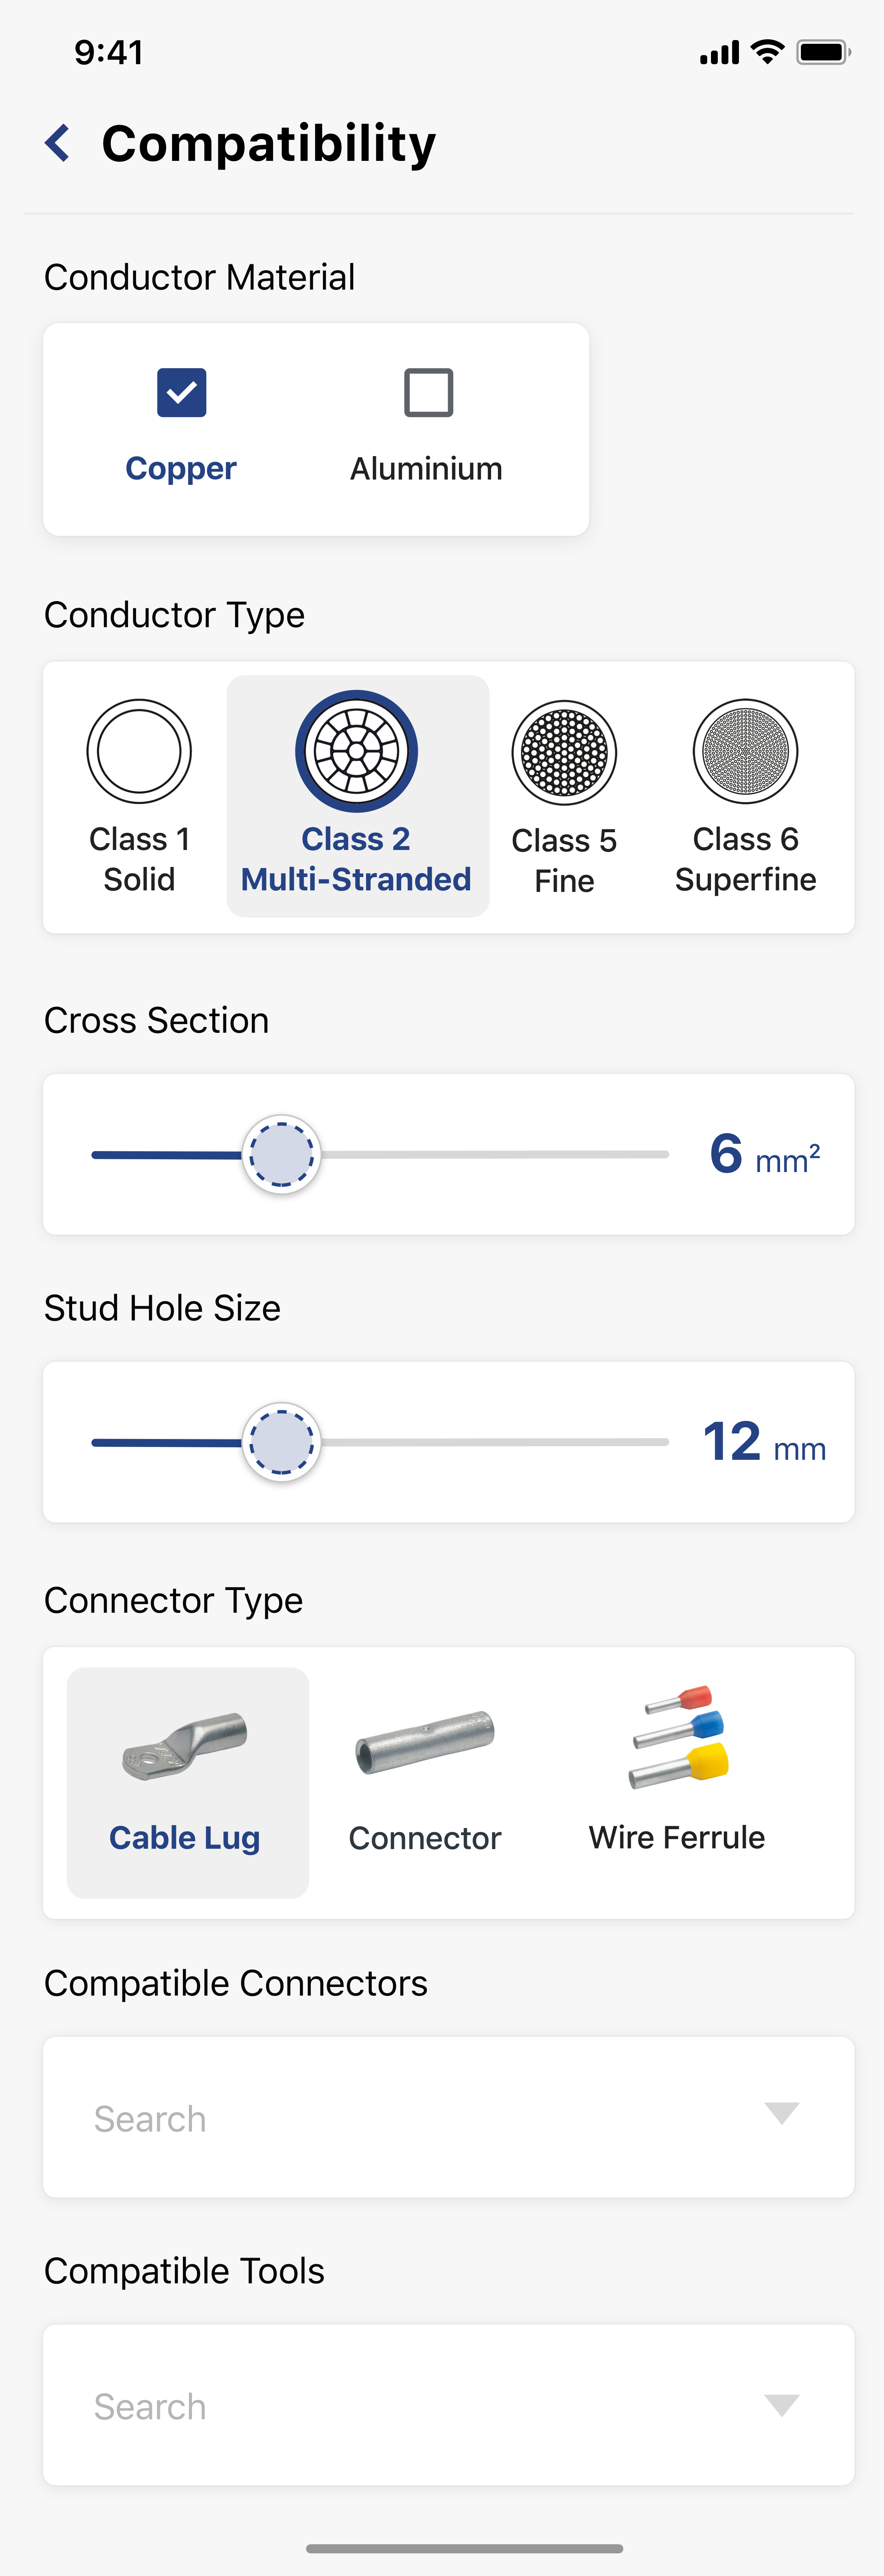 9:41
Compatibility
Conductor Material
Copper
Aluminium
Conductor Type
Class 1
Solid
Class 2
Multi-Stranded
Class 5
Fine
Class 6
Superfine
Cross Section
6 mm²
Stud Hole Size
12 mm
Connector Type
Cable Lug
Connector
Wire Ferrule
Compatible Connectors
Search
Compatible Tools
Search